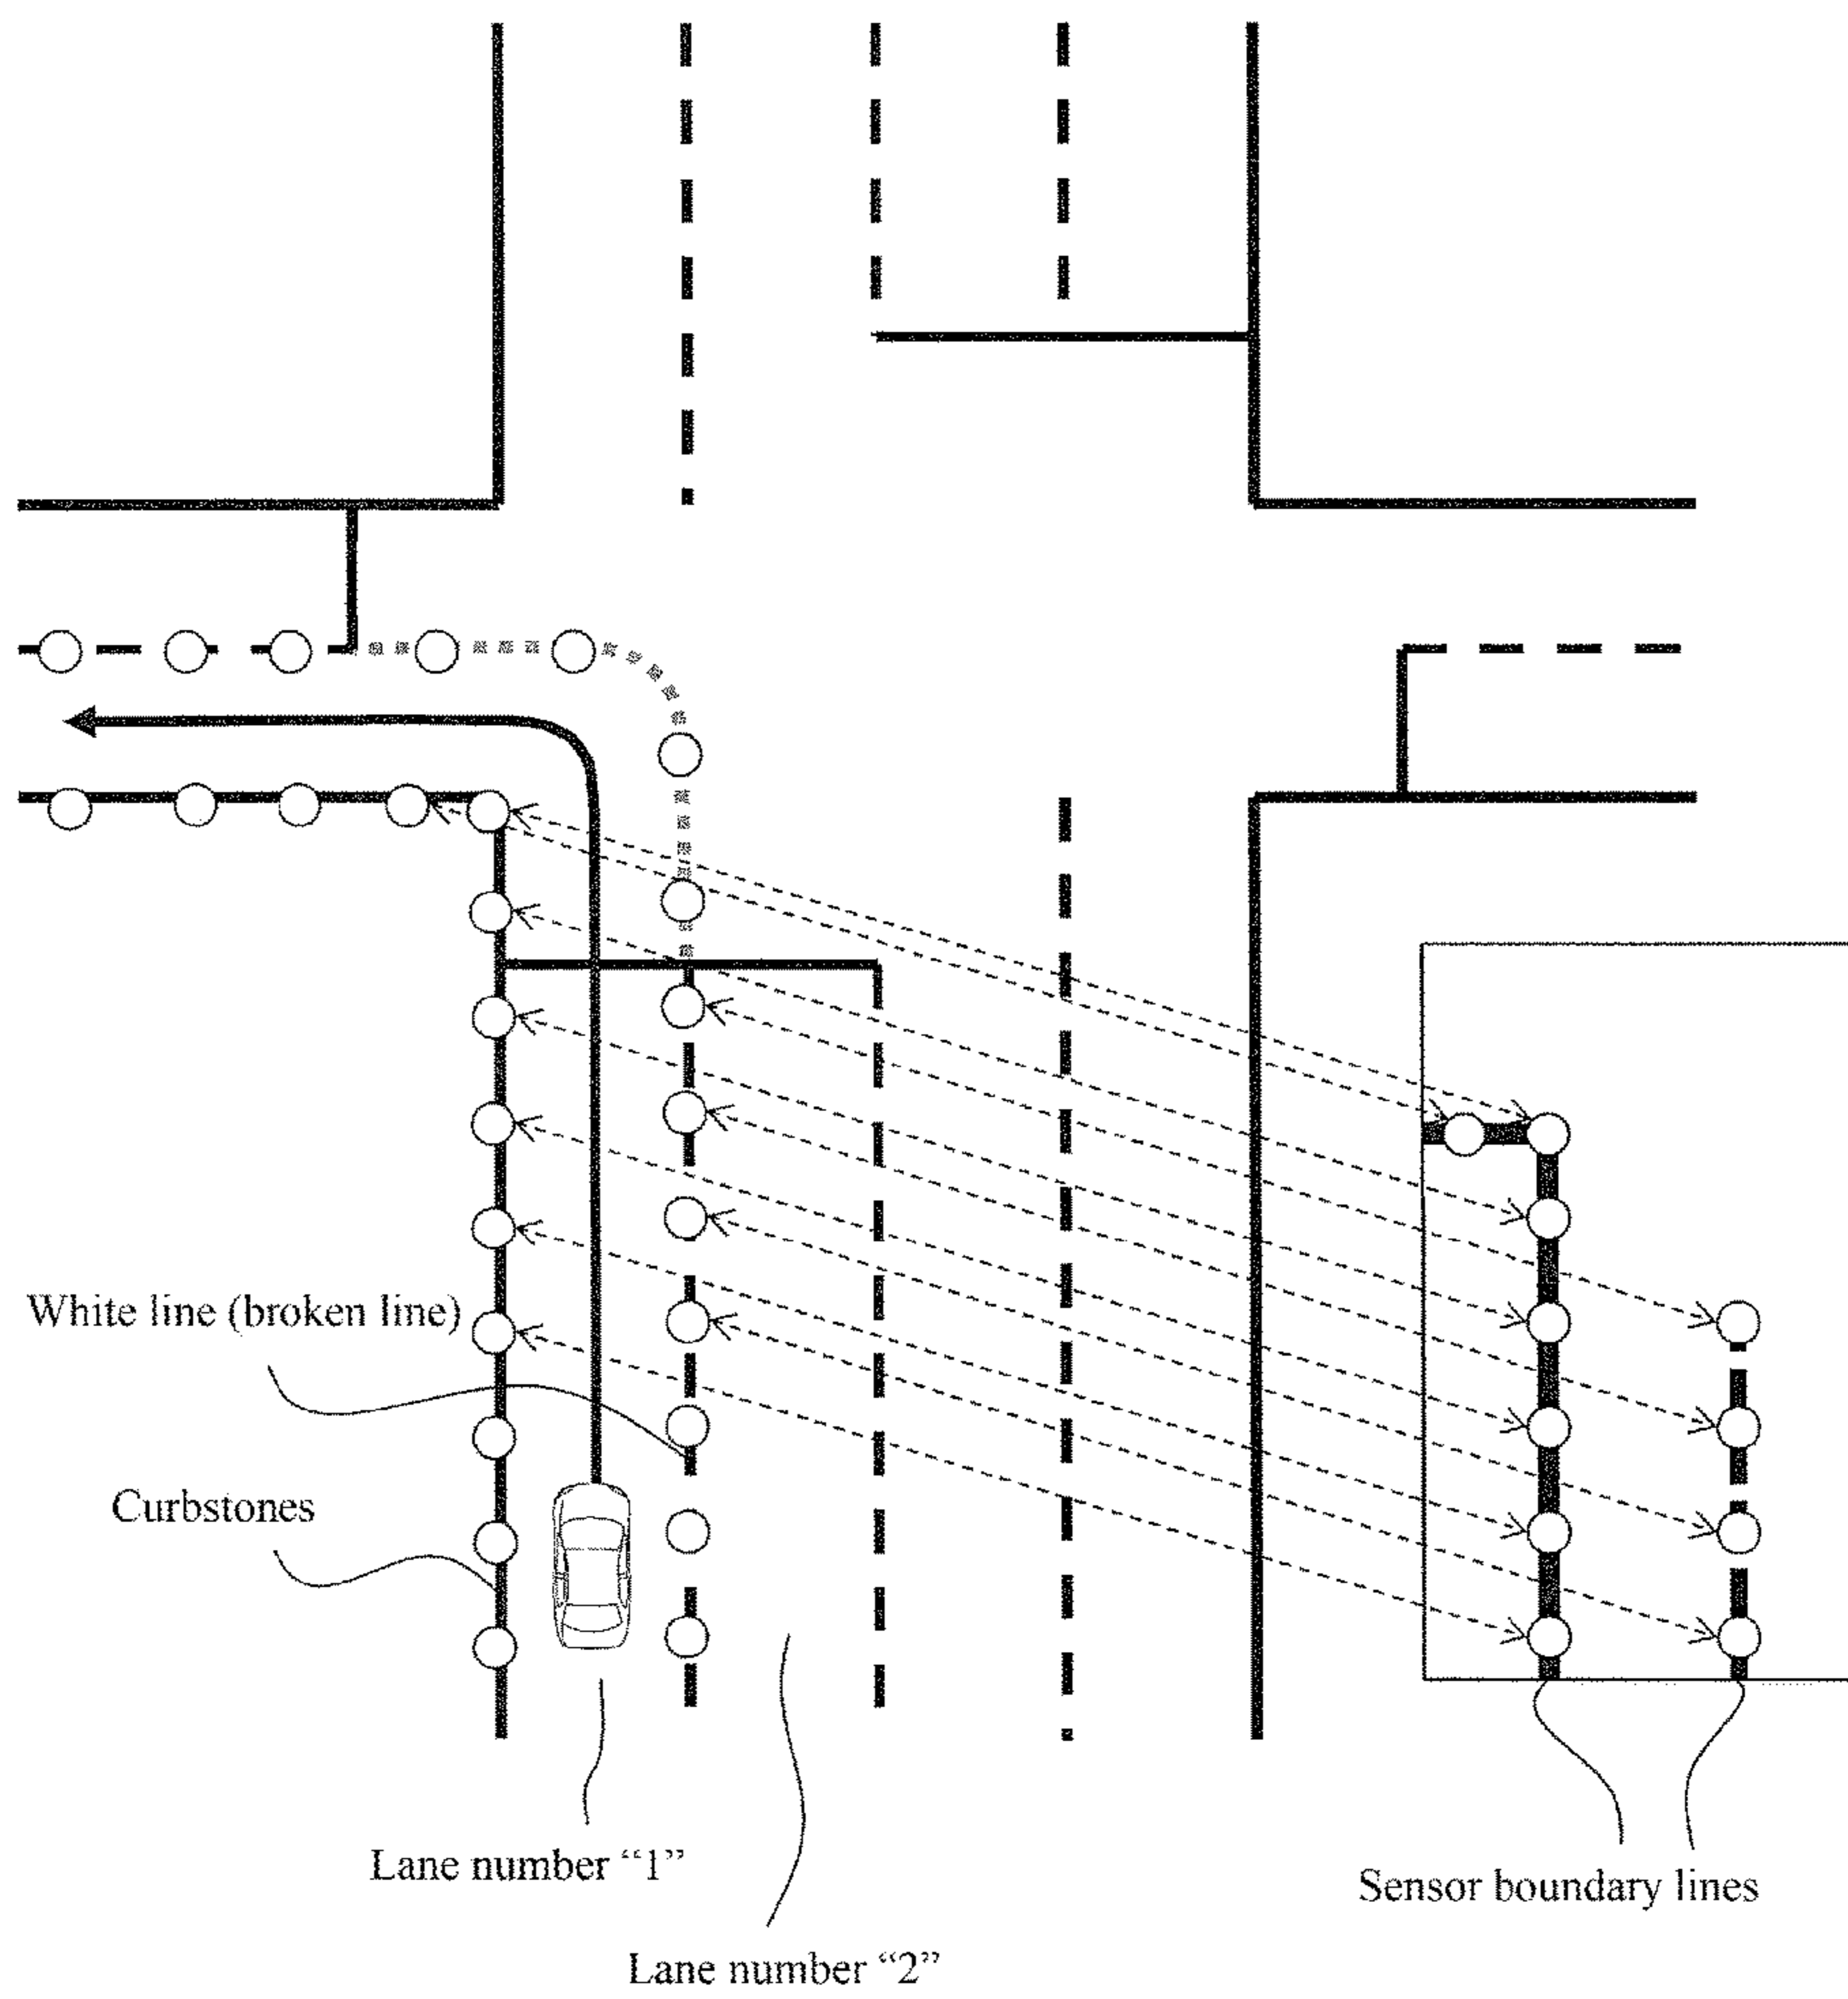 White line (broken line)
Curbstones
Lane number “1”
Sensor boundary lines
Lane number “2”